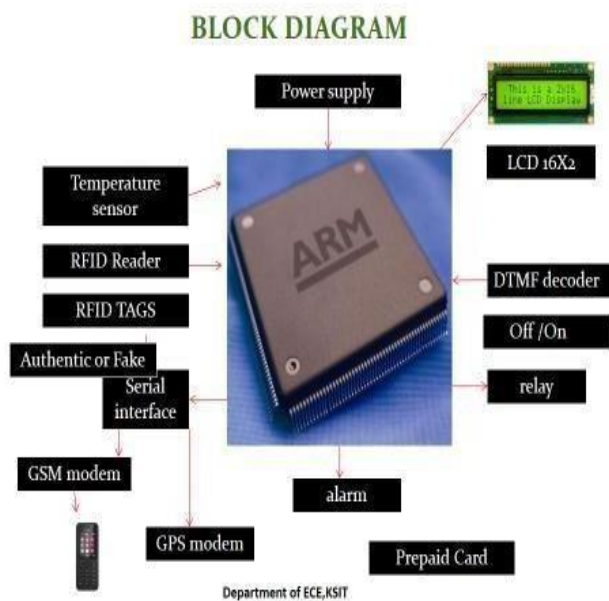 BLOCK DIAGRAM
Power supply
This is a 2x16
line LCD Display
LCD 16X2
Temperature
sensor
RFID Reader
RFID TAGS
Authentic or Fake
Serial
interface
ARM
DTMF decoder
Off /On
relay
GSM modem
alarm
GPS modem
Prepaid Card
Department of ECE,KSIT